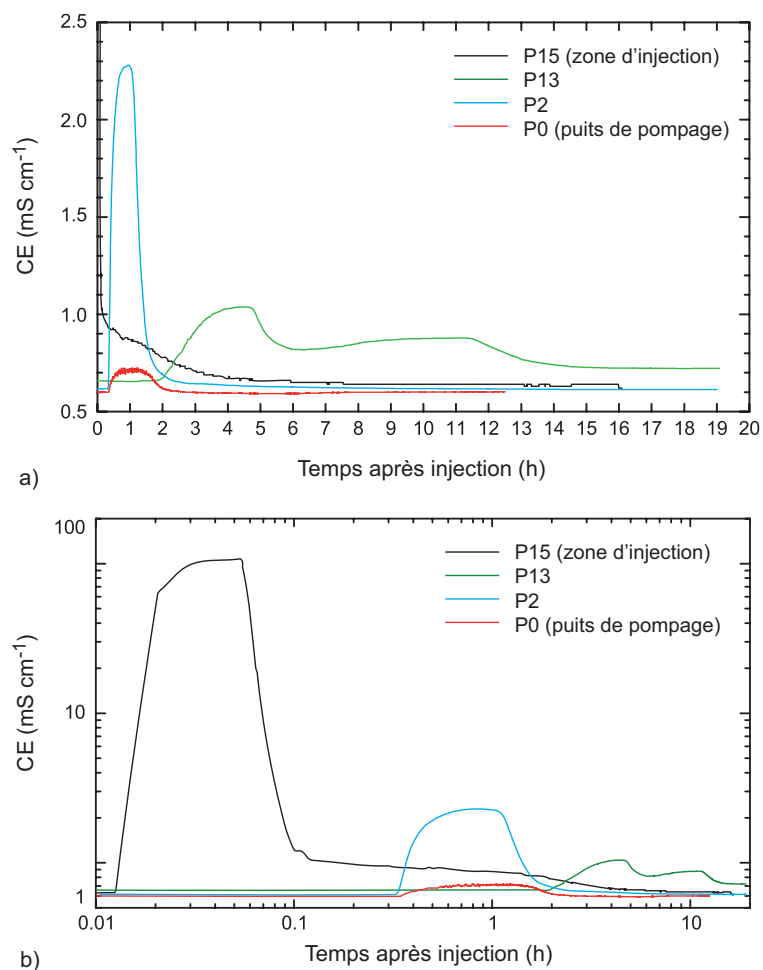 2.5
2.0
1.5
1.0
0.5
CE (mS cm⁻¹)
P15 (zone d'injection)
P13
P2
P0 (puits de pompage)
0 1 2 3 4 5 6 7 8 9 10 11 12 13 14 15 16 17 18 19 20
Temps après injection (h)
a)
100
10
1
CE (mS cm⁻¹)
P15 (zone d'injection)
P13
P2
P0 (puits de pompage)
0.01 0.1 1 10
Temps après injection (h)
b)